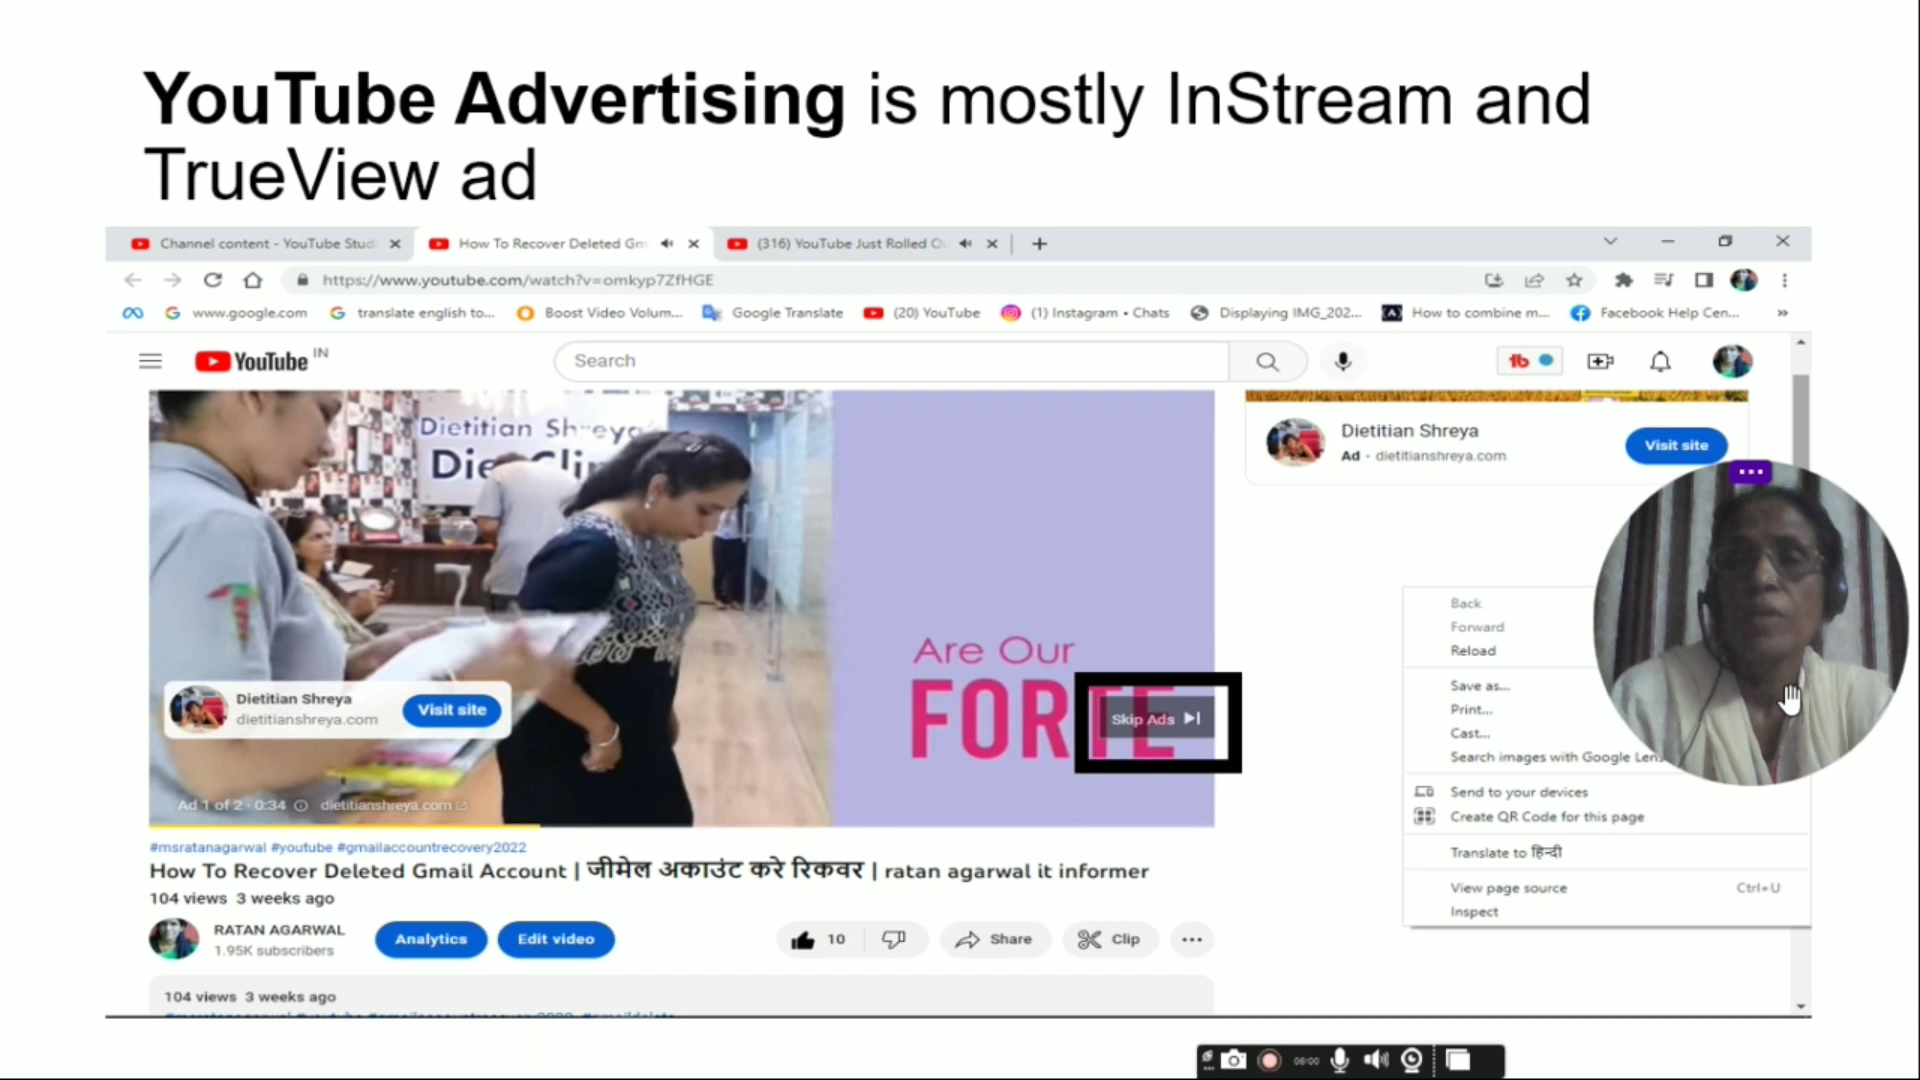 YouTube Advertising is mostly InStream and
TrueView ad
Channel content - YouTube Stud
How To Recover Deleted Gm
(316) YouTube Just Rolled O
https://www.youtube.com/watch?v=omkyp7ZfHGE
www.google.com
translate english to...
Boost Video Volum...
Google Translate
(20) YouTube
(1) Instagram • Chats
Displaying IMG_202...
How to combine m...
Facebook Help Cen...
»
YouTube IN
Search
Dietitian Shreya
Die Cli
Are Our
FORTE
Skip Ads
Dietitian Shreya
dietitianshreya.com
Visit site
Ad 1 of 2 · 0:34 dietitianshreya.com
Dietitian Shreya
Ad · dietitianshreya.com
Visit site
Back
Forward
Reload
Save as...
Print...
Cast...
Search images with Google Lens
Send to your devices
Create QR Code for this page
Translate to हिन्दी
View page source Ctrl+U
Inspect
#msratanagarwal #youtube #gmailaccountrecovery2022
How To Recover Deleted Gmail Account | जीमेल अकाउंट करे रिकवर | ratan agarwal it informer
104 views 3 weeks ago
RATAN AGARWAL
1.95K subscribers
Analytics
Edit video
10
Share
Clip
104 views 3 weeks ago